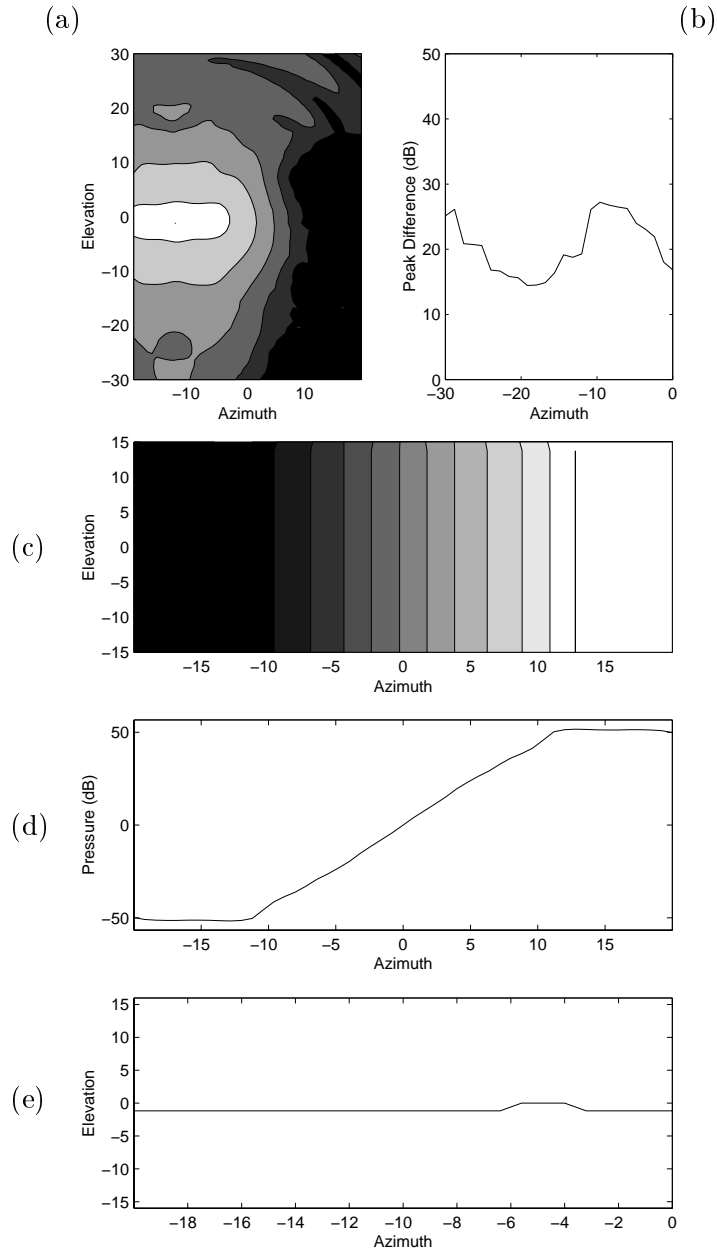 (a)
(b)
30
20
10
0
−10
−20
−30
Elevation
−10 0 10
Azimuth
50
40
30
20
10
0
Peak Difference (dB)
−30 −20 −10 0
Azimuth
(c)
15
10
5
0
−5
−10
−15
Elevation
−15 −10 −5 0 5 10 15
Azimuth
(d)
50
0
−50
Pressure (dB)
−15 −10 −5 0 5 10 15
Azimuth
(e)
15
10
5
0
−5
−10
−15
Elevation
−18 −16 −14 −12 −10 −8 −6 −4 −2 0
Azimuth